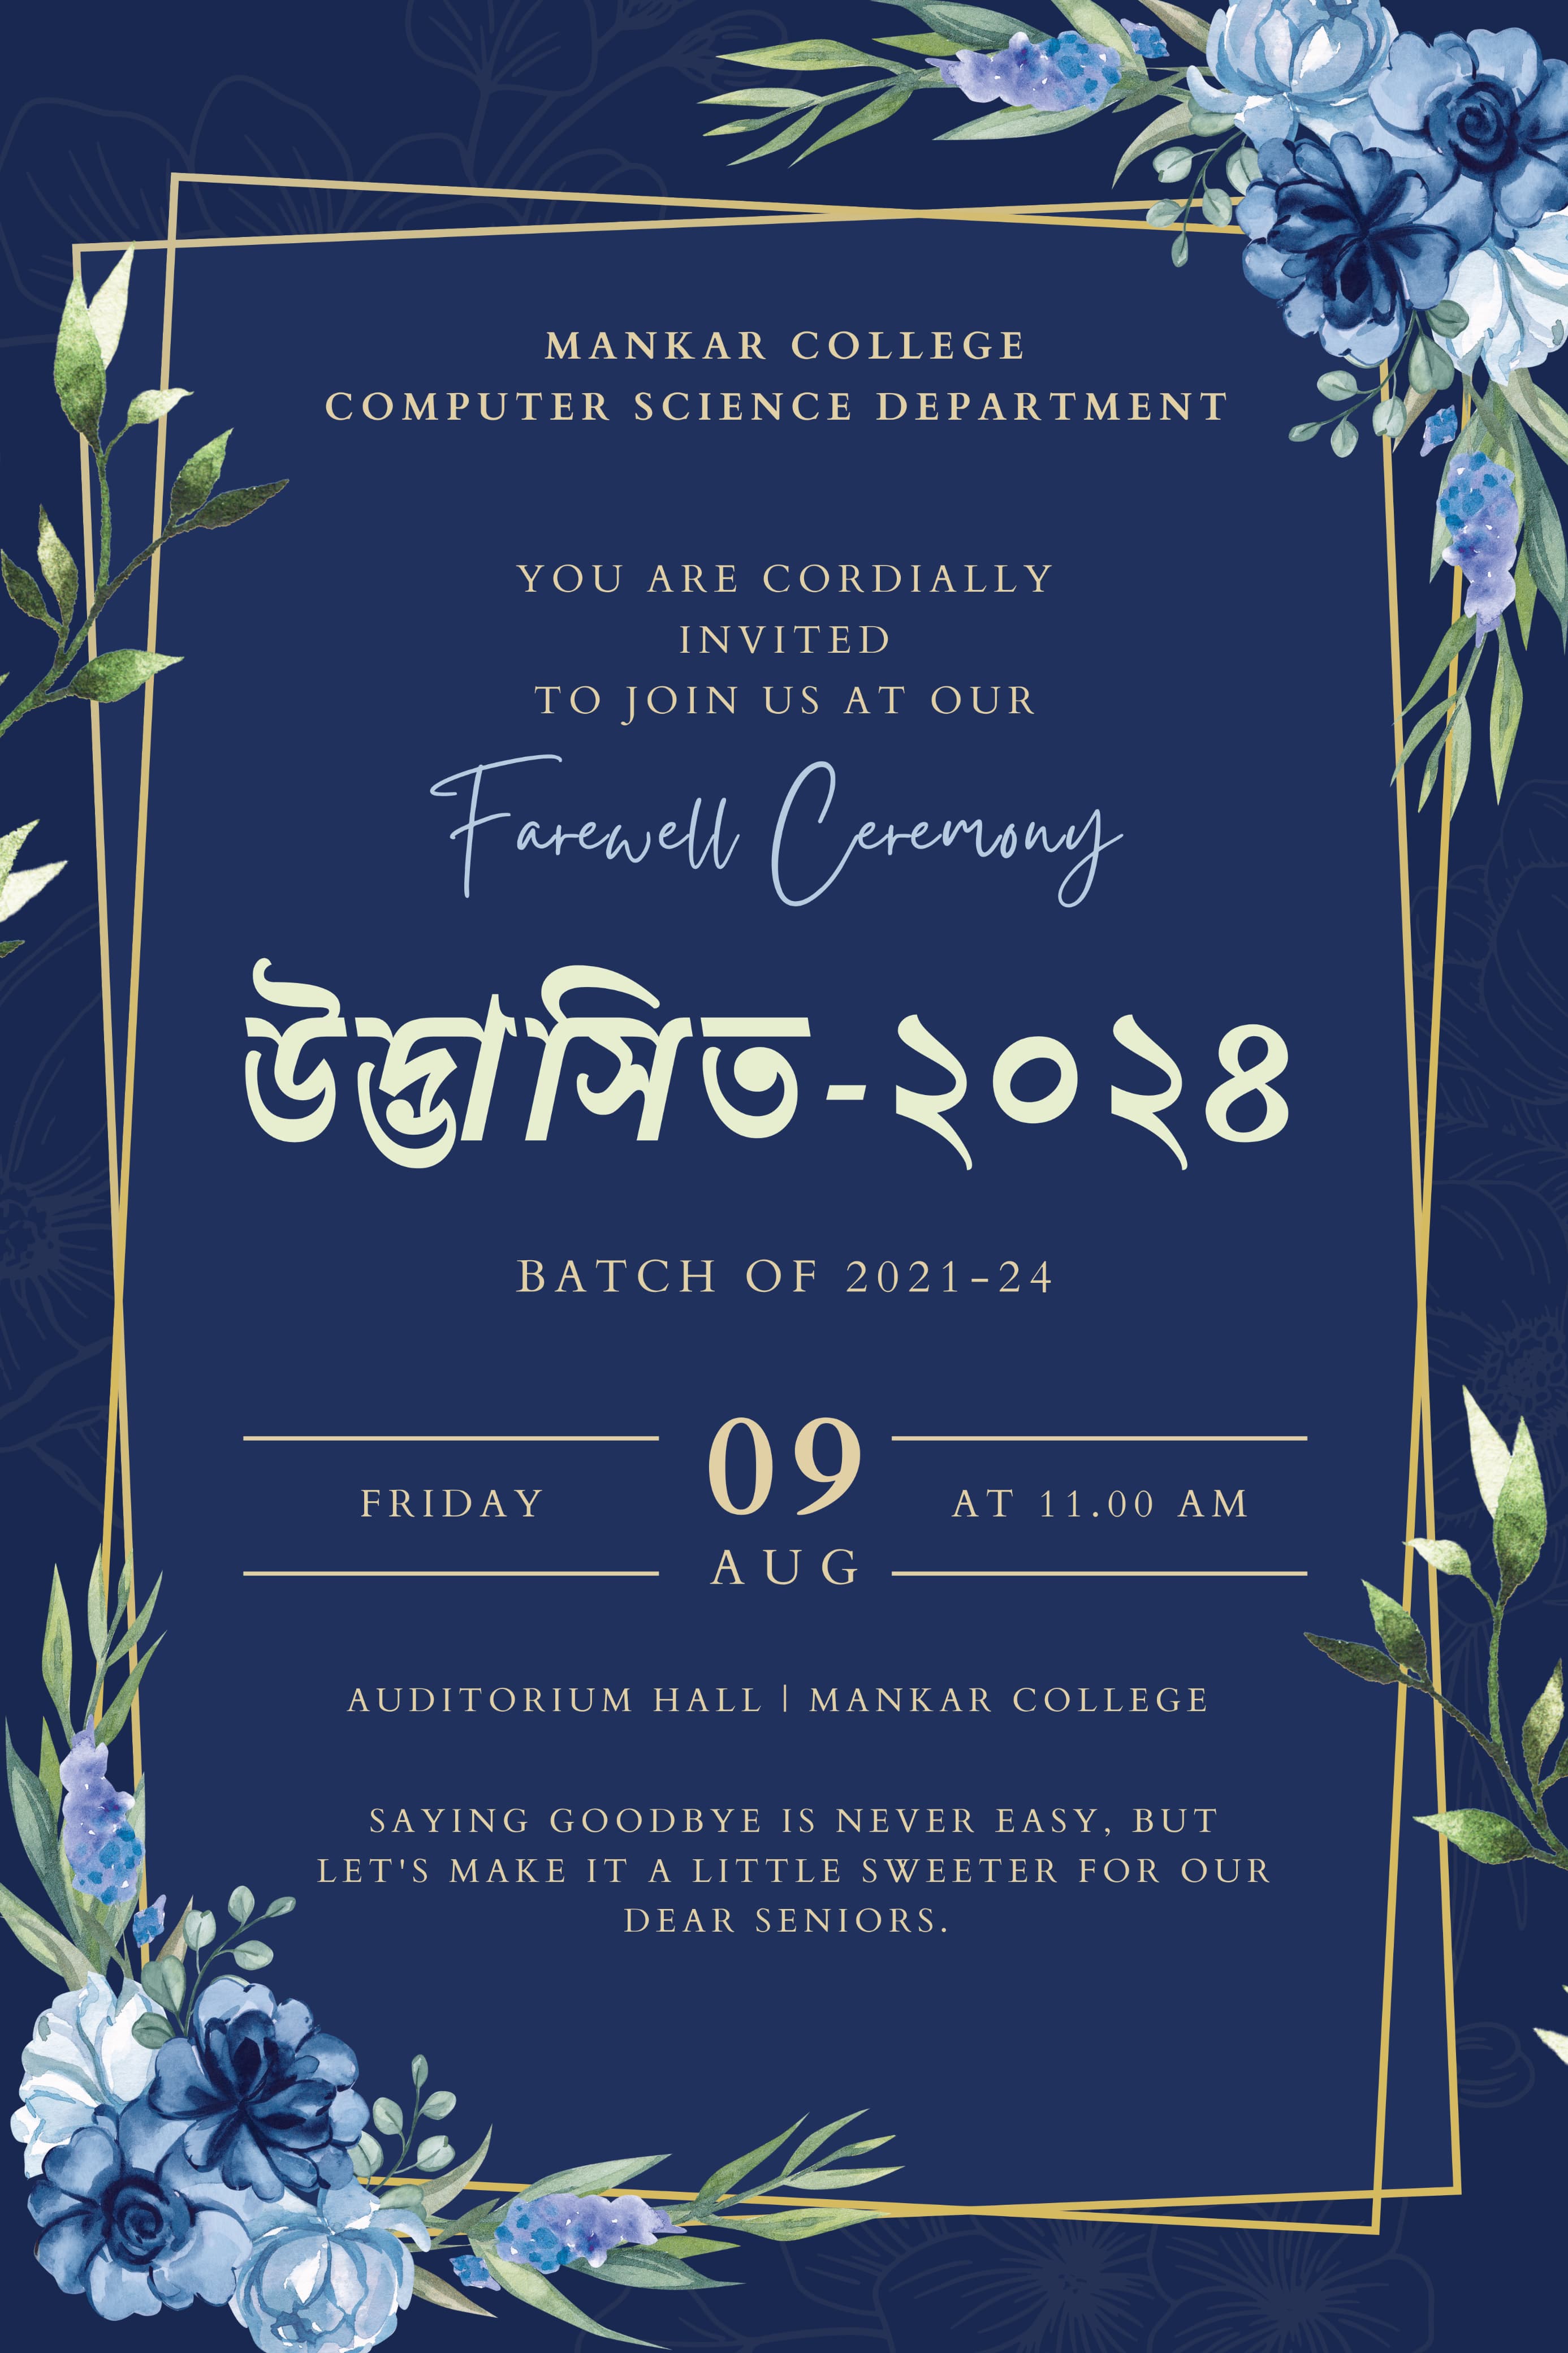 MANKAR COLLEGE
COMPUTER SCIENCE DEPARTMENT
YOU ARE CORDIALLY
INVITED
TO JOIN US AT OUR
Farewell Ceremony
উদ্ভাসিত-২০২৪
BATCH OF 2021-24
FRIDAY
09
AUG
AT 11.00 AM
AUDITORIUM HALL | MANKAR COLLEGE
SAYING GOODBYE IS NEVER EASY, BUT
LET'S MAKE IT A LITTLE SWEETER FOR OUR
DEAR SENIORS.